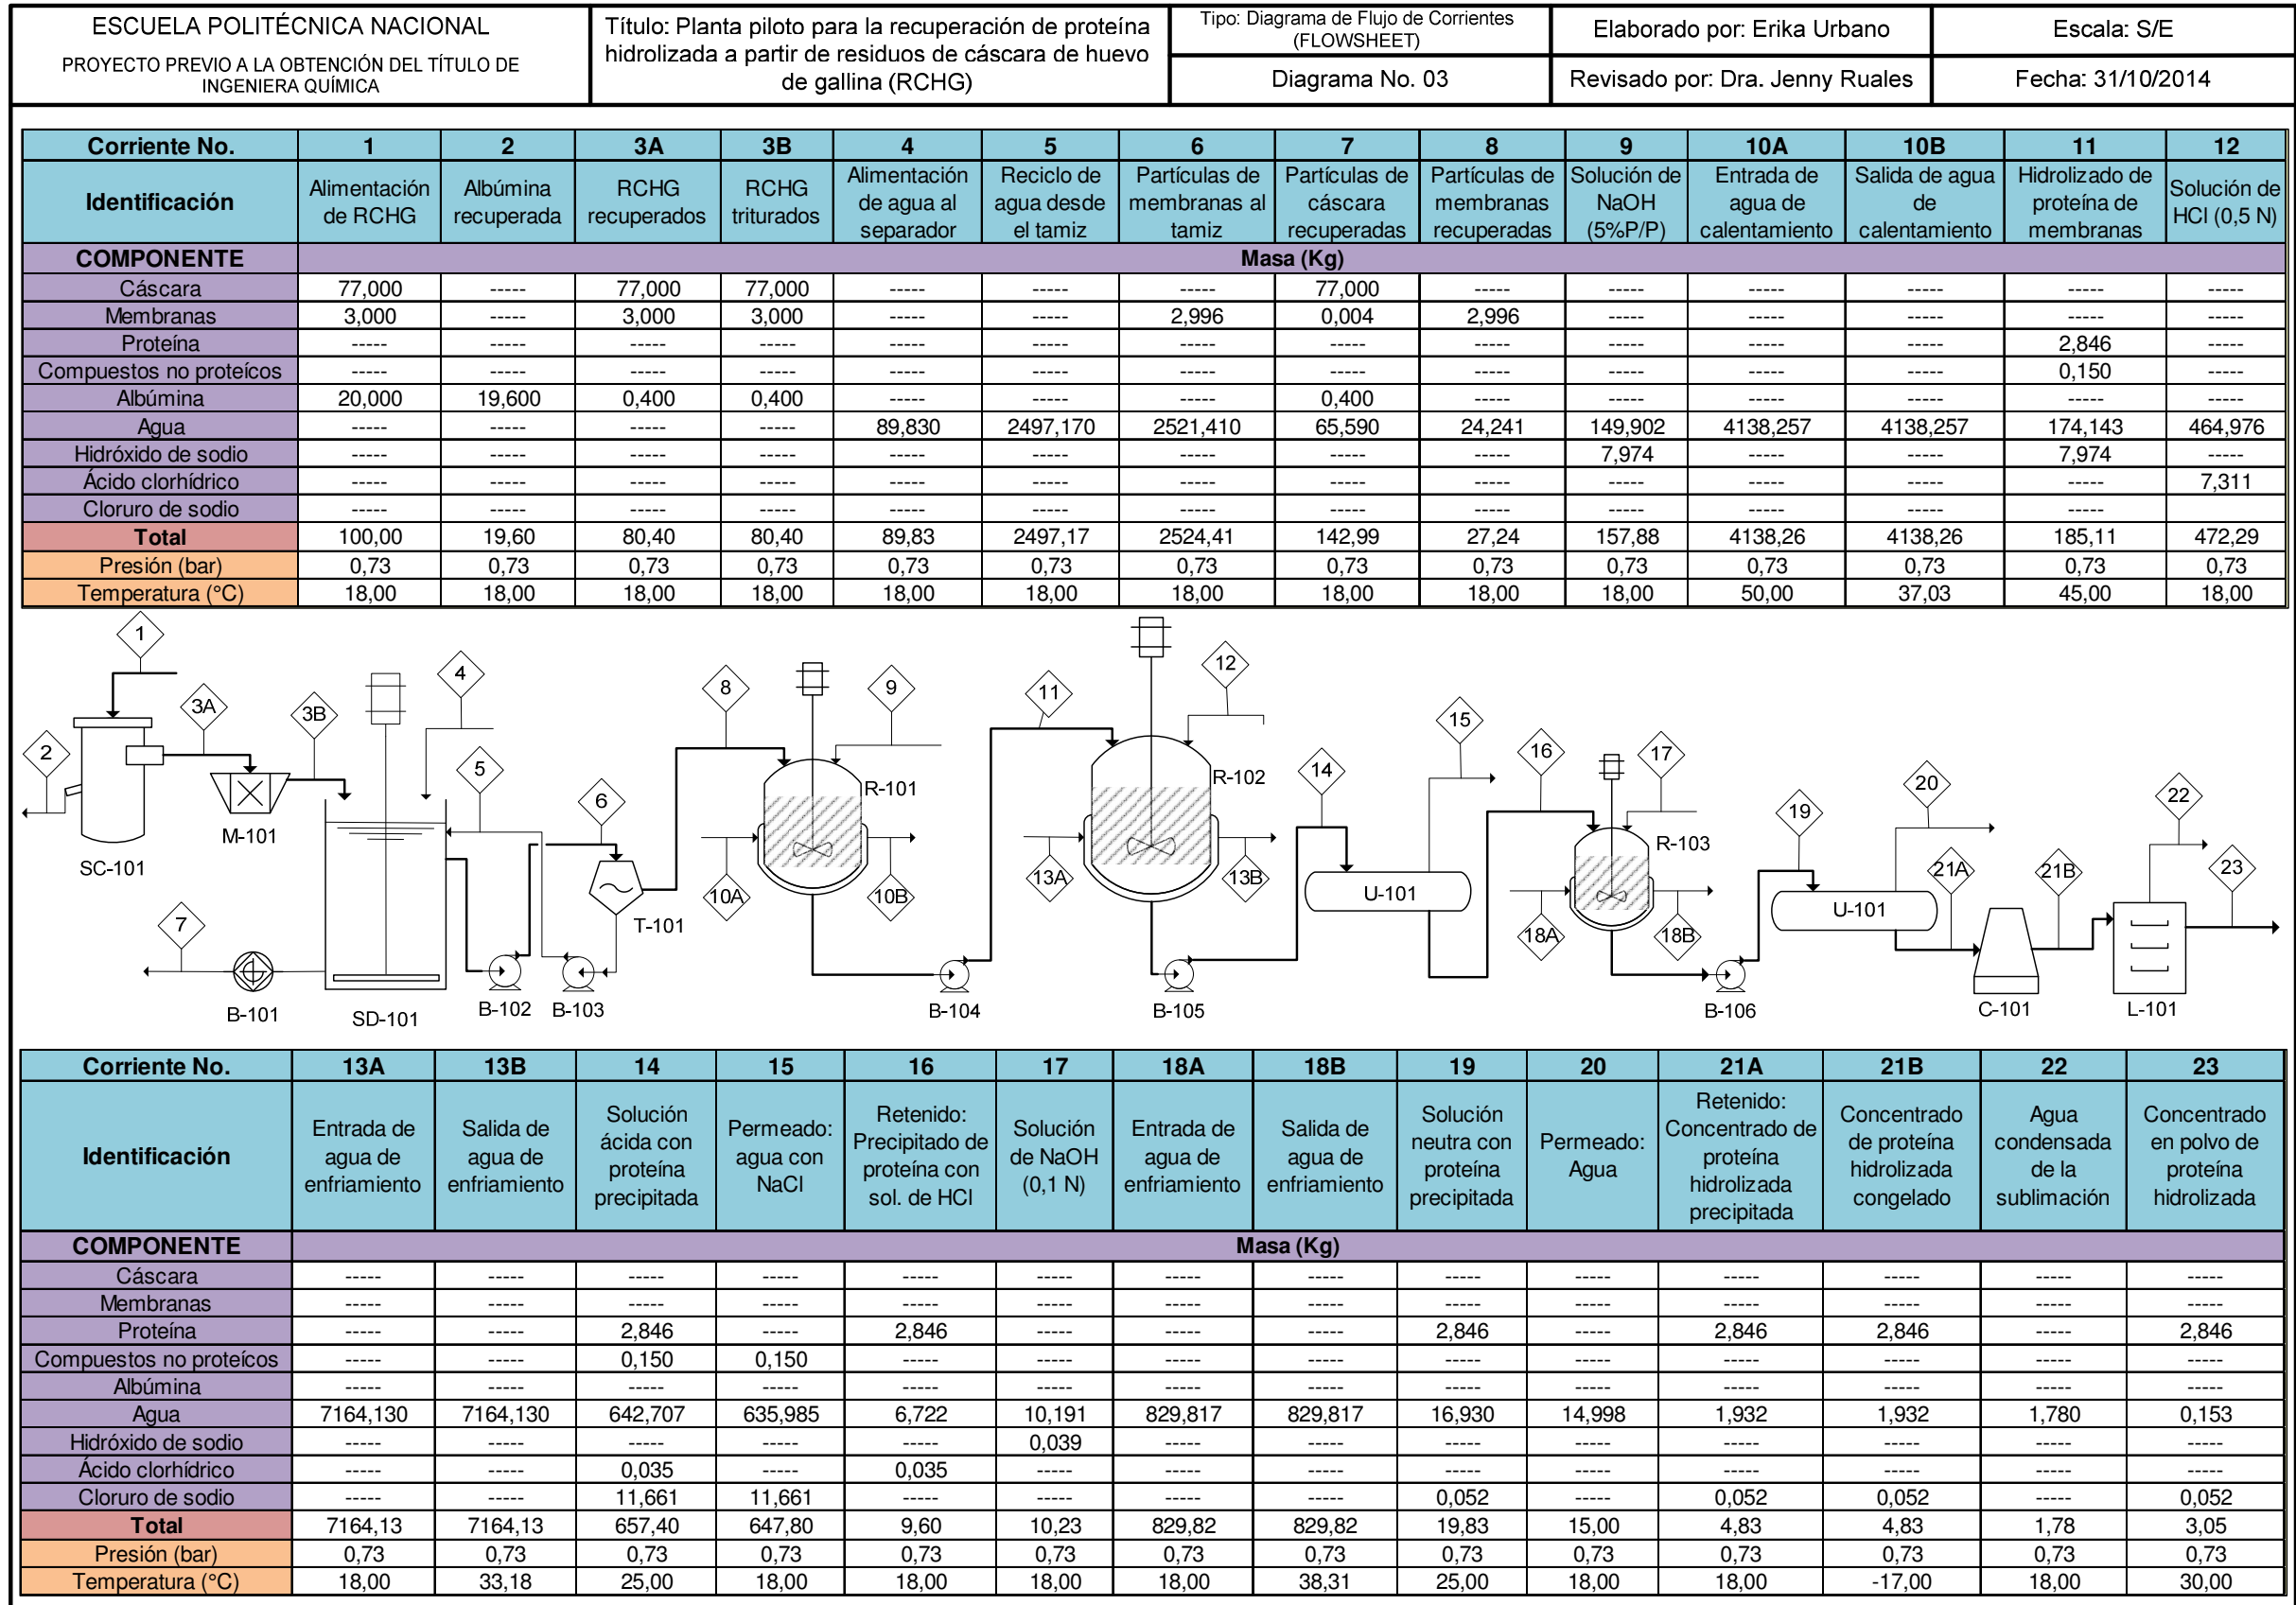 ESCUELA POLITÉCNICA NACIONAL
PROYECTO PREVIO A LA OBTENCIÓN DEL TÍTULO DE
INGENIERA QUÍMICA
Título: Planta piloto para la recuperación de proteína
hidrolizada a partir de residuos de cáscara de huevo
de gallina (RCHG)
Tipo: Diagrama de Flujo de Corrientes
(FLOWSHEET)
Diagrama No. 03
Elaborado por: Erika Urbano
Revisado por: Dra. Jenny Ruales
Escala: S/E
Fecha: 31/10/2014
Corriente No. 1 2 3A 3B 4 5 6 7 8 9 10A 10B 11 12
Identificación
Alimentación
de RCHG
Albúmina
recuperada
RCHG
recuperados
RCHG
triturados
Alimentación
de agua al
separador
Reciclo de
agua desde
el tamiz
Partículas de
membranas al
tamiz
Partículas de
cáscara
recuperadas
Partículas de
membranas
recuperadas
Solución de
NaOH
(5%P/P)
Entrada de
agua de
calentamiento
Salida de agua
de
calentamiento
Hidrolizado de
proteína de
membranas
Solución de
HCl (0,5 N)
COMPONENTE Masa (Kg)
Cáscara 77,000 ----- 77,000 77,000 ----- ----- ----- 77,000 ----- ----- ----- ----- ----- -----
Membranas 3,000 ----- 3,000 3,000 ----- ----- 2,996 0,004 2,996 ----- ----- ----- ----- -----
Proteína ----- ----- ----- ----- ----- ----- ----- ----- ----- ----- ----- ----- 2,846 -----
Compuestos no proteícos ----- ----- ----- ----- ----- ----- ----- ----- ----- ----- ----- ----- 0,150 -----
Albúmina 20,000 19,600 0,400 0,400 ----- ----- ----- 0,400 ----- ----- ----- ----- ----- -----
Agua ----- ----- ----- ----- 89,830 2497,170 2521,410 65,590 24,241 149,902 4138,257 4138,257 174,143 464,976
Hidróxido de sodio ----- ----- ----- ----- ----- ----- ----- ----- ----- 7,974 ----- ----- 7,974 -----
Ácido clorhídrico ----- ----- ----- ----- ----- ----- ----- ----- ----- ----- ----- ----- ----- 7,311
Cloruro de sodio ----- ----- ----- ----- ----- ----- ----- ----- ----- ----- ----- ----- -----
Total 100,00 19,60 80,40 80,40 89,83 2497,17 2524,41 142,99 27,24 157,88 4138,26 4138,26 185,11 472,29
Presión (bar) 0,73 0,73 0,73 0,73 0,73 0,73 0,73 0,73 0,73 0,73 0,73 0,73 0,73 0,73
Temperatura (°C) 18,00 18,00 18,00 18,00 18,00 18,00 18,00 18,00 18,00 18,00 50,00 37,03 45,00 18,00
1
2
3A
3B
4
5
6
7
8
9
10A
10B
11
12
13A
13B
14
15
16
17
18A
18B
19
20
21A
21B
22
23
SC-101
M-101
B-101
SD-101
B-102
B-103
T-101
R-101
B-104
R-102
B-105
U-101
R-103
B-106
U-101
C-101
L-101
Corriente No. 13A 13B 14 15 16 17 18A 18B 19 20 21A 21B 22 23
Identificación
Entrada de
agua de
enfriamiento
Salida de
agua de
enfriamiento
Solución
ácida con
proteína
precipitada
Permeado:
agua con
NaCl
Retenido:
Precipitado de
proteína con
sol. de HCl
Solución
de NaOH
(0,1 N)
Entrada de
agua de
enfriamiento
Salida de
agua de
enfriamiento
Solución
neutra con
proteína
precipitada
Permeado:
Agua
Retenido:
Concentrado de
proteína
hidrolizada
precipitada
Concentrado
de proteína
hidrolizada
congelado
Agua
condensada
de la
sublimación
Concentrado
en polvo de
proteína
hidrolizada
COMPONENTE Masa (Kg)
Cáscara ----- ----- ----- ----- ----- ----- ----- ----- ----- ----- ----- ----- ----- -----
Membranas ----- ----- ----- ----- ----- ----- ----- ----- ----- ----- ----- ----- ----- -----
Proteína ----- ----- 2,846 ----- 2,846 ----- ----- ----- 2,846 ----- 2,846 2,846 ----- 2,846
Compuestos no proteícos ----- ----- 0,150 0,150 ----- ----- ----- ----- ----- ----- ----- ----- ----- -----
Albúmina ----- ----- ----- ----- ----- ----- ----- ----- ----- ----- ----- ----- ----- -----
Agua 7164,130 7164,130 642,707 635,985 6,722 10,191 829,817 829,817 16,930 14,998 1,932 1,932 1,780 0,153
Hidróxido de sodio ----- ----- ----- ----- ----- 0,039 ----- ----- ----- ----- ----- ----- ----- -----
Ácido clorhídrico ----- ----- 0,035 ----- 0,035 ----- ----- ----- ----- ----- ----- ----- ----- -----
Cloruro de sodio ----- ----- 11,661 11,661 ----- ----- ----- ----- 0,052 ----- 0,052 0,052 ----- 0,052
Total 7164,13 7164,13 657,40 647,80 9,60 10,23 829,82 829,82 19,83 15,00 4,83 4,83 1,78 3,05
Presión (bar) 0,73 0,73 0,73 0,73 0,73 0,73 0,73 0,73 0,73 0,73 0,73 0,73 0,73 0,73
Temperatura (°C) 18,00 33,18 25,00 18,00 18,00 18,00 18,00 38,31 25,00 18,00 18,00 -17,00 18,00 30,00